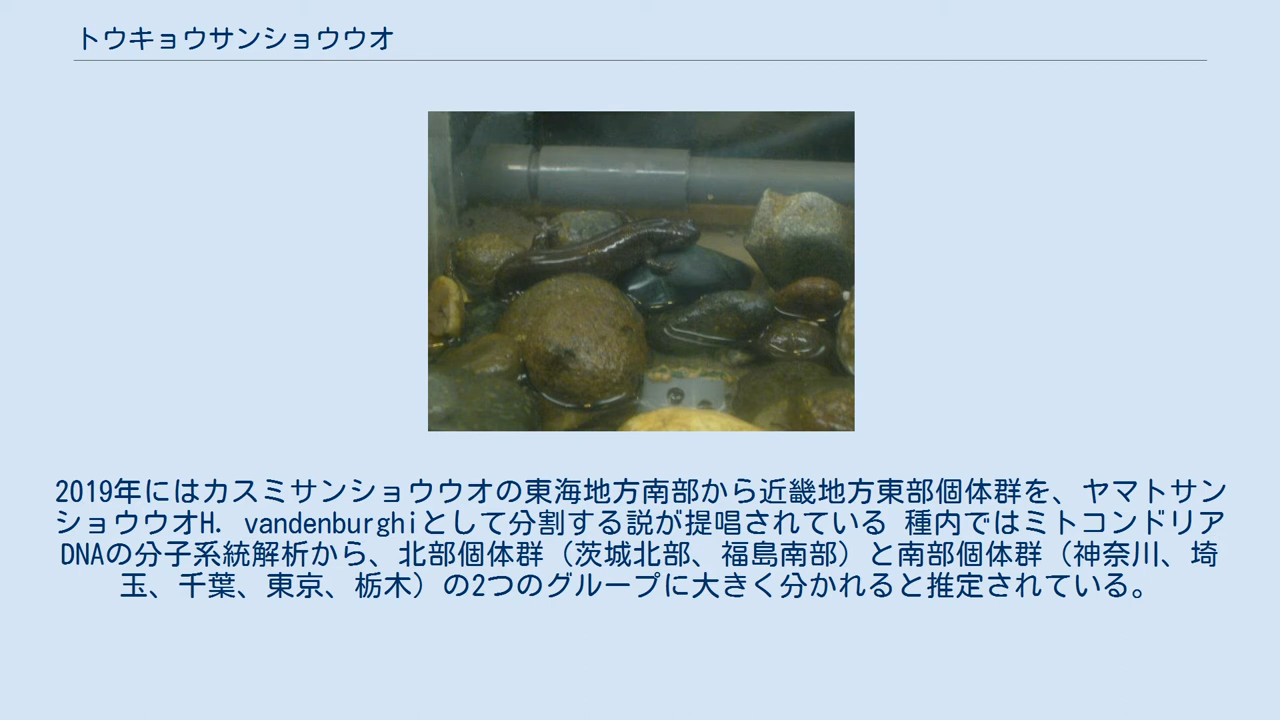 トウキョウサンショウウオ
2019年にはカスミサンショウウオの東海地方南部から近畿地方東部個体群を、ヤマトサン
ショウウオH. vandenburghiとして分割する説が提唱されている 種内ではミトコンドリア
DNAの分子系統解析から、北部個体群（茨城北部、福島南部）と南部個体群（神奈川、埼
玉、千葉、東京、栃木）の2つのグループに大きく分かれると推定されている。